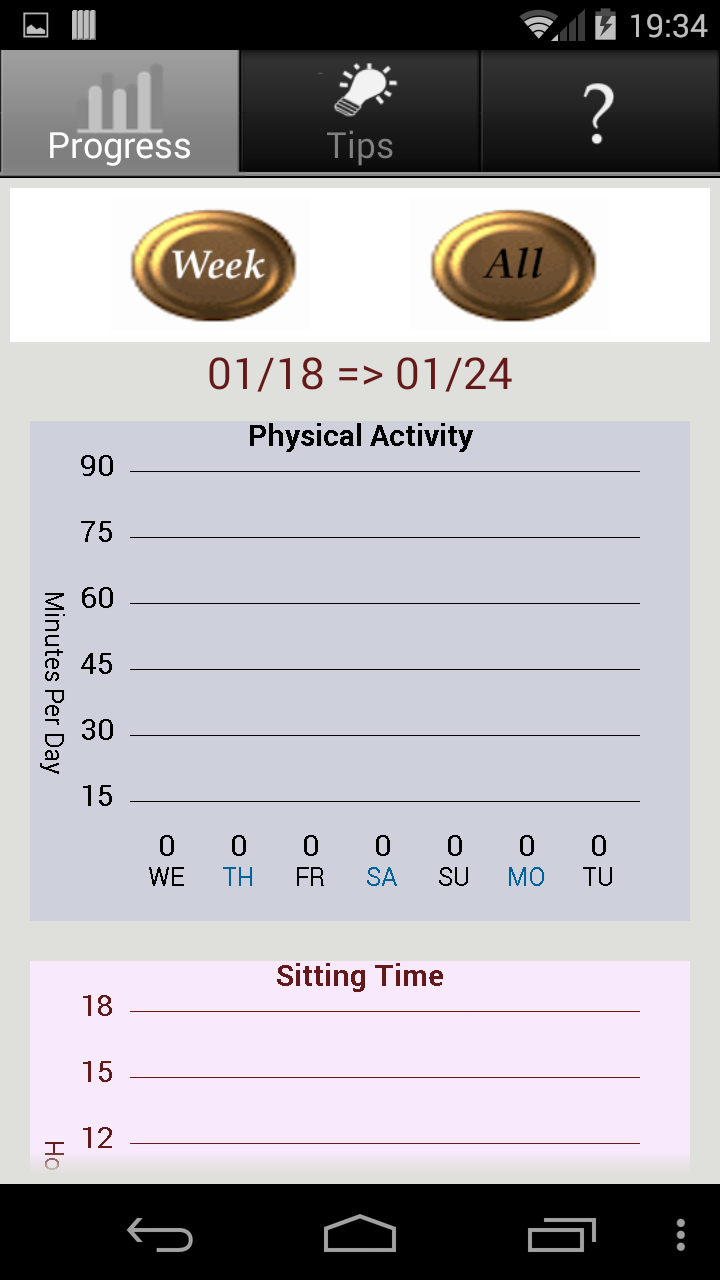 19:34
Progress
Tips
?
Week
All
01/18 => 01/24
Physical Activity
90
75
60
45
30
15
Minutes Per Day
0 0 0 0 0 0 0
WE TH FR SA SU MO TU
Sitting Time
18
15
12
Ho